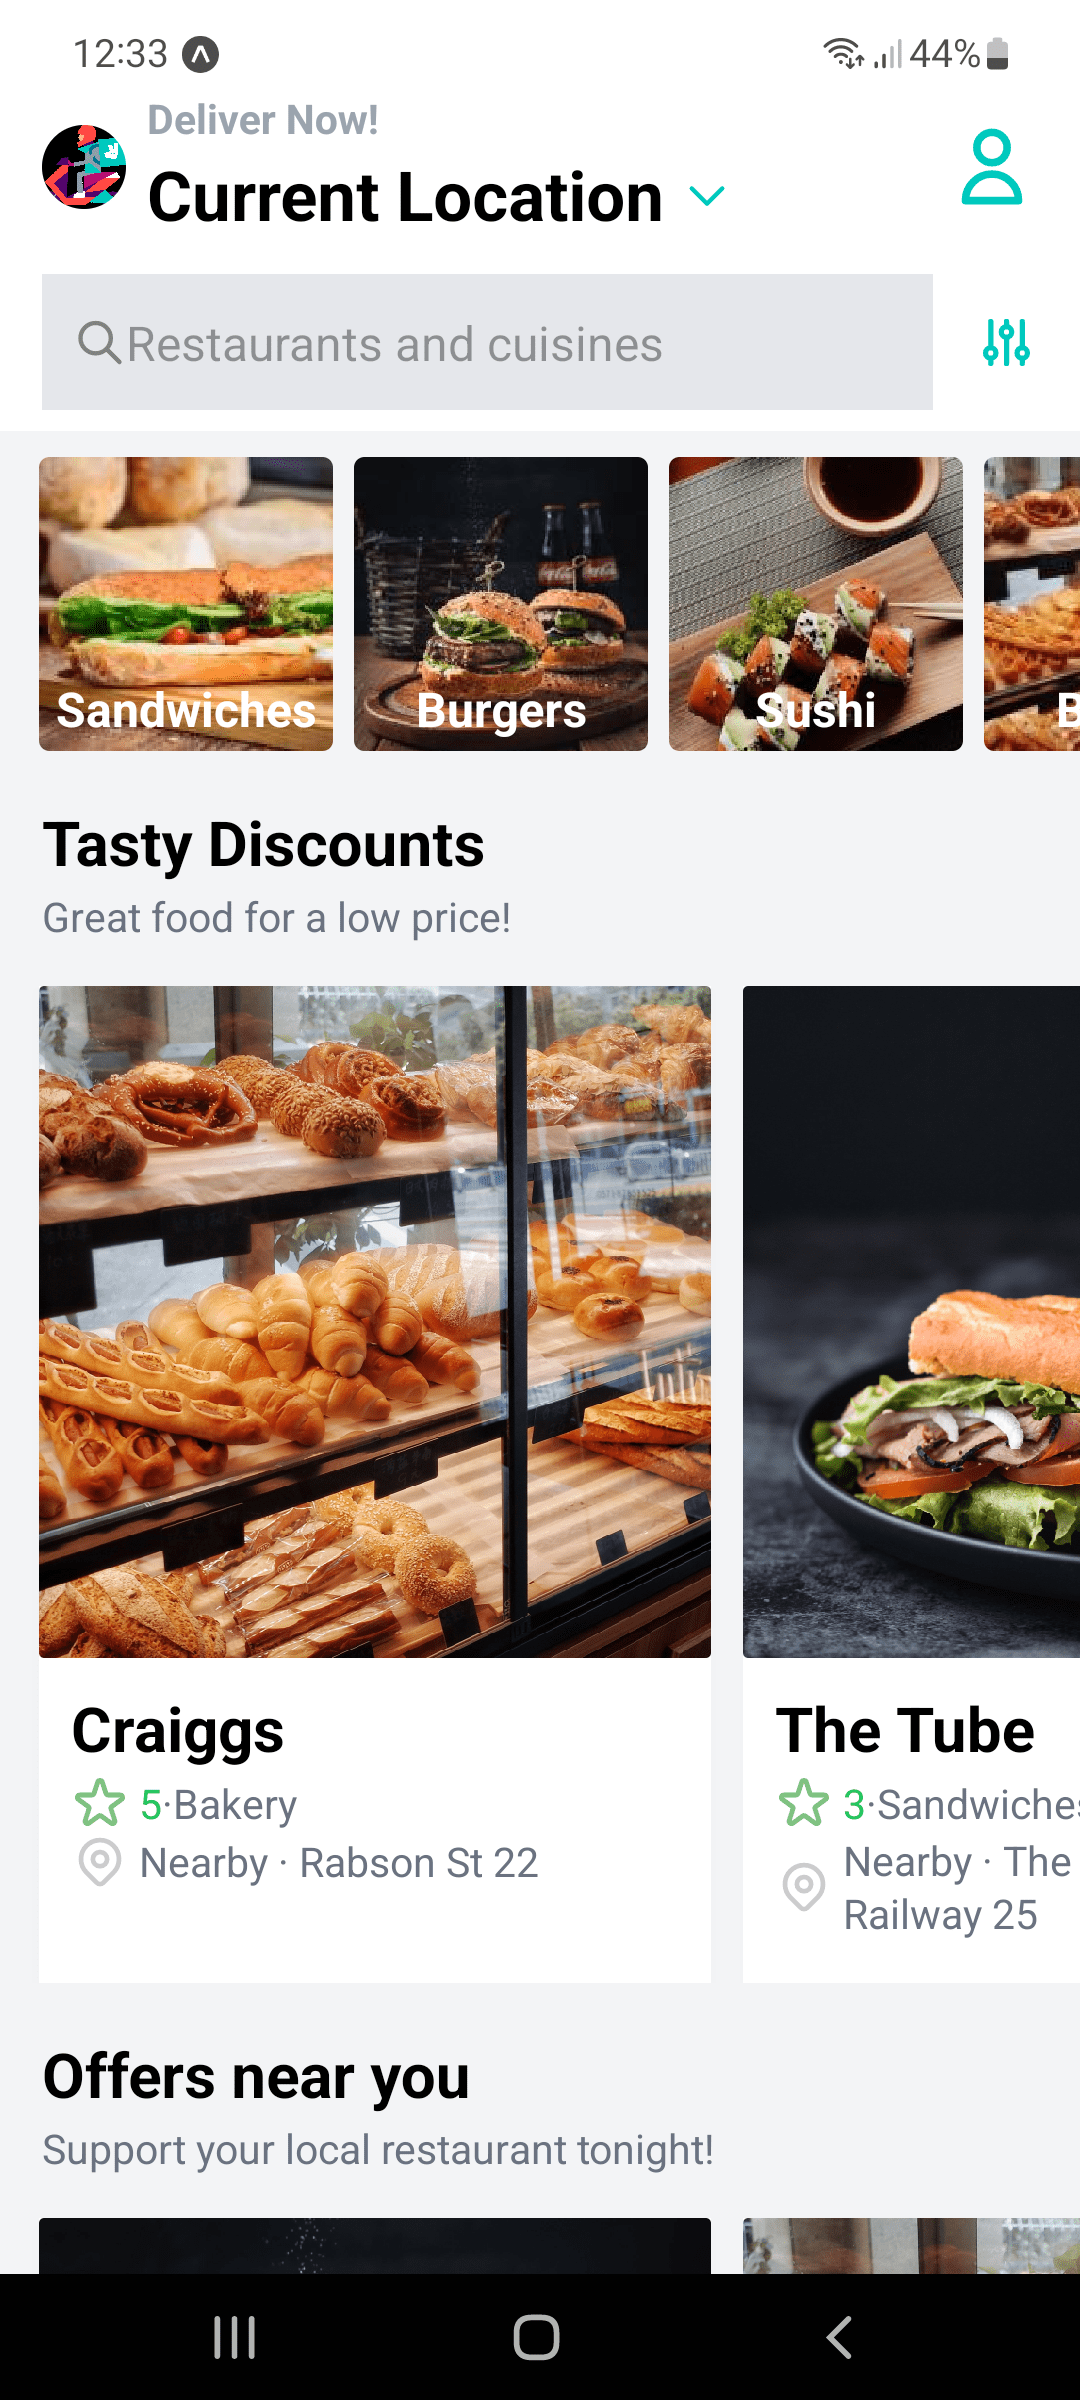 12:33
44%
Deliver Now!
Current Location
Restaurants and cuisines
Sandwiches
Burgers
Sushi
B
Tasty Discounts
Great food for a low price!
Craiggs
5·Bakery
Nearby · Rabson St 22
The Tube
3·Sandwiches
Nearby · The
Railway 25
Offers near you
Support your local restaurant tonight!